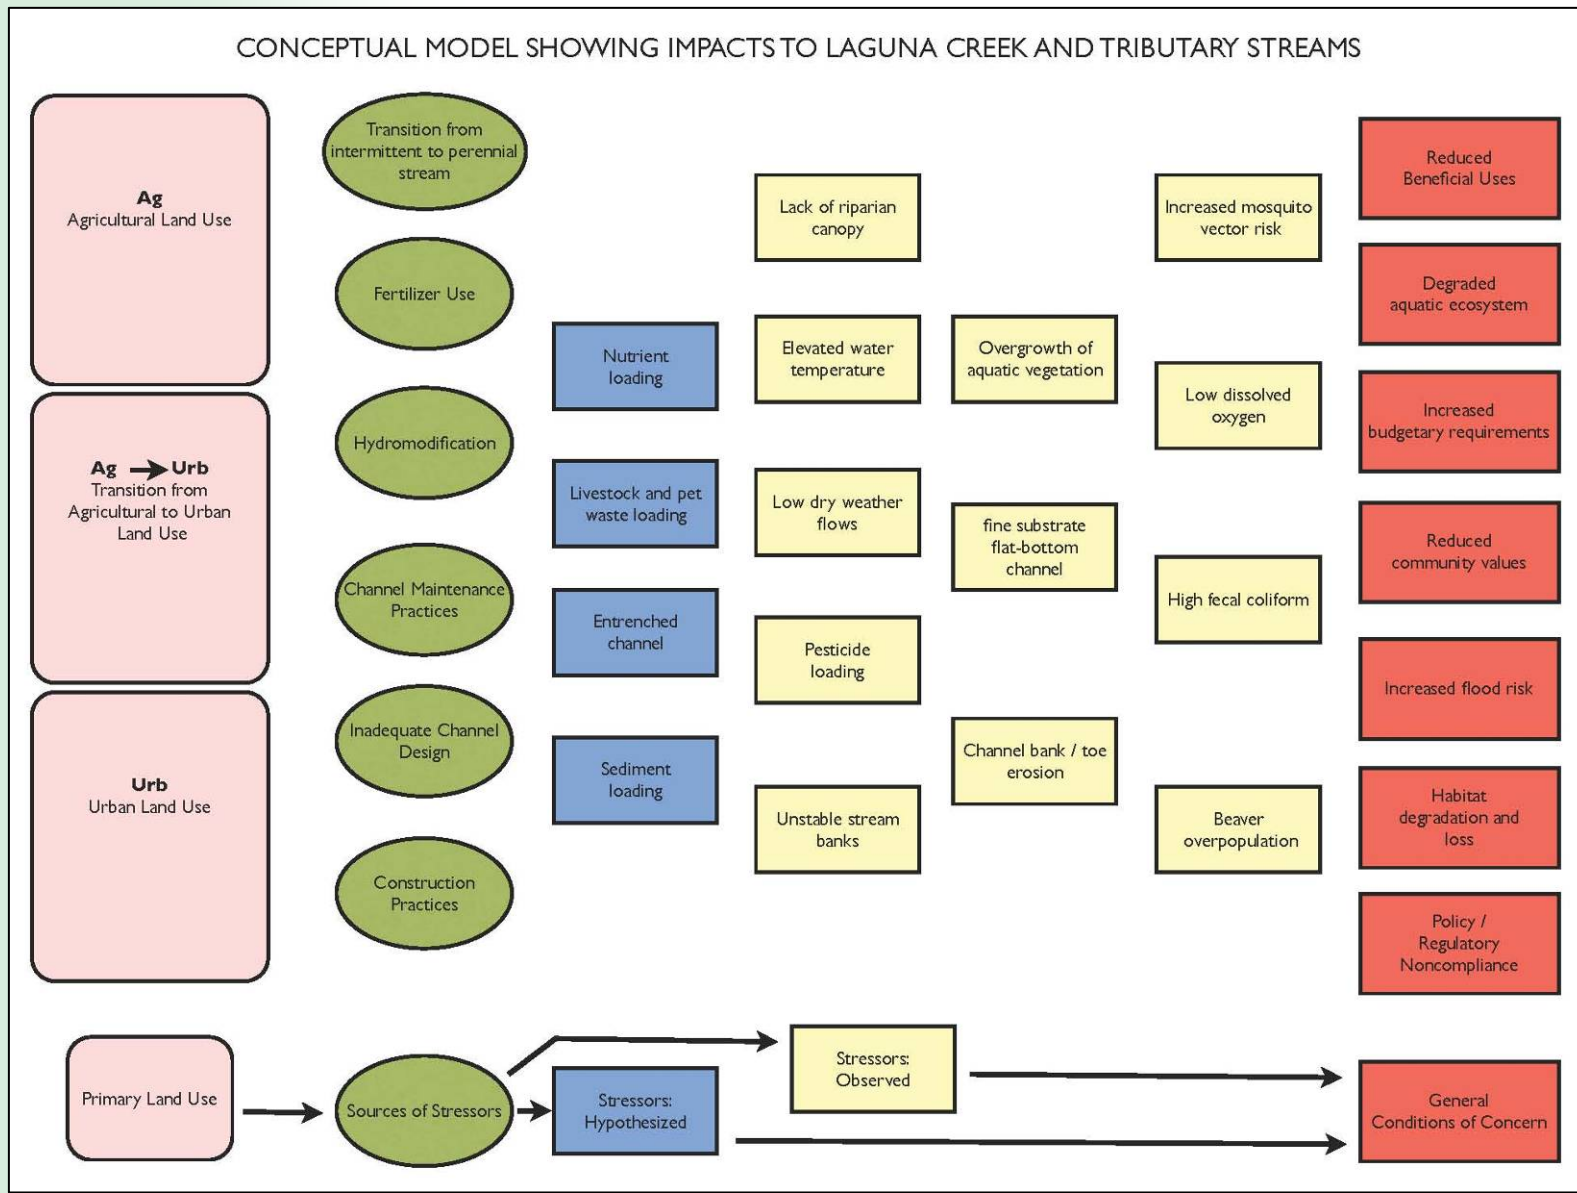 CONCEPTUAL MODEL SHOWING IMPACTS TO LAGUNA CREEK AND TRIBUTARY STREAMS
Ag
Agricultural Land Use
Ag → Urb
Transition from
Agricultural to Urban
Land Use
Urb
Urban Land Use
Transition from
intermittent to perennial
stream
Fertilizer Use
Hydromodification
Channel Maintenance
Practices
Inadequate Channel
Design
Construction
Practices
Nutrient
loading
Livestock and pet
waste loading
Entrenched
channel
Sediment
loading
Lack of riparian
canopy
Elevated water
temperature
Low dry weather
flows
Pesticide
loading
Unstable stream
banks
Overgrowth of
aquatic vegetation
fine substrate
flat-bottom
channel
Channel bank / toe
erosion
Increased mosquito
vector risk
Low dissolved
oxygen
High fecal coliform
Beaver
overpopulation
Reduced
Beneficial Uses
Degraded
aquatic ecosystem
Increased
budgetary requirements
Reduced
community values
Increased flood risk
Habitat
degradation and
loss
Policy /
Regulatory
Noncompliance
Primary Land Use
Sources of Stressors
Stressors:
Hypothesized
Stressors:
Observed
General
Conditions of Concern